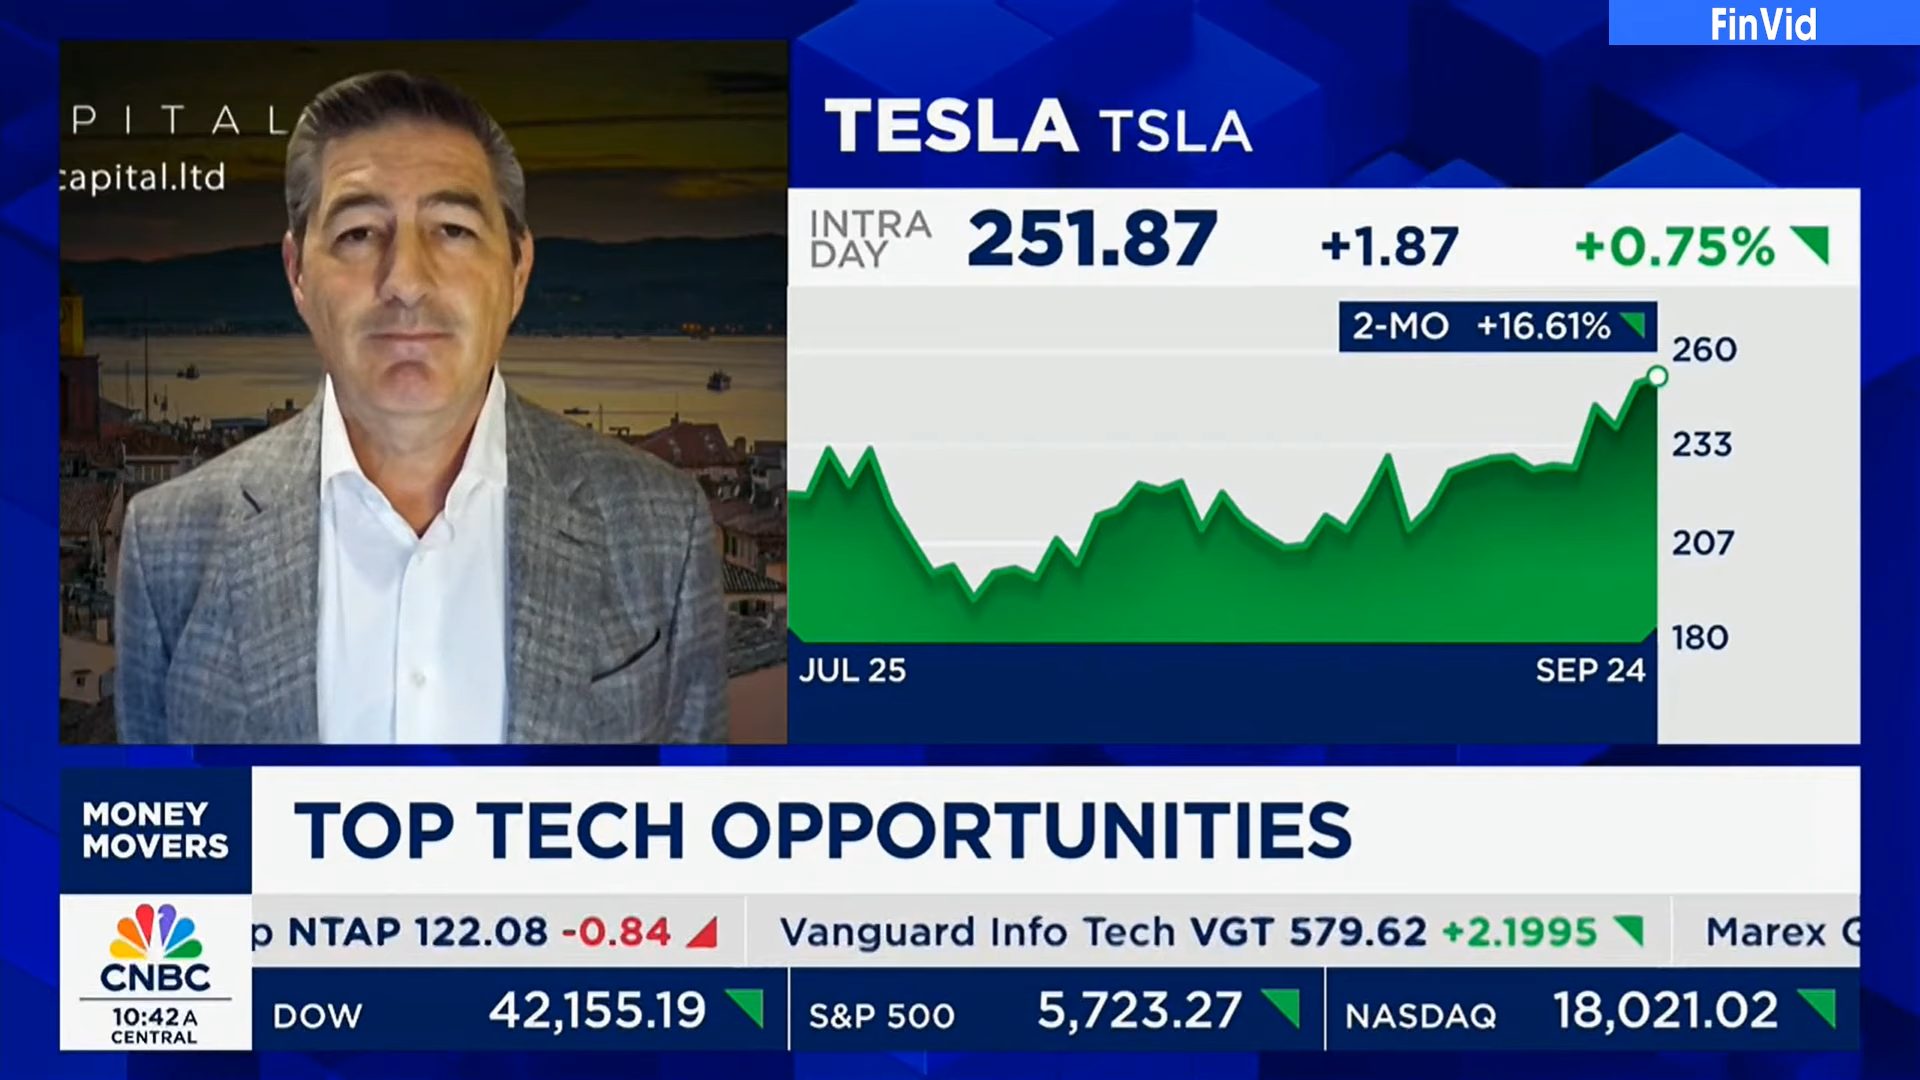 FinVid
PITAL
capital.ltd
TESLA TSLA
INTRA DAY 251.87 +1.87 +0.75%
2-MO +16.61%
260
233
207
180
JUL 25 SEP 24
MONEY MOVERS
TOP TECH OPPORTUNITIES
p NTAP 122.08 -0.84 Vanguard Info Tech VGT 579.62 +2.1995 Marex
CNBC
10:42A
CENTRAL
DOW 42,155.19 S&P 500 5,723.27 NASDAQ 18,021.02